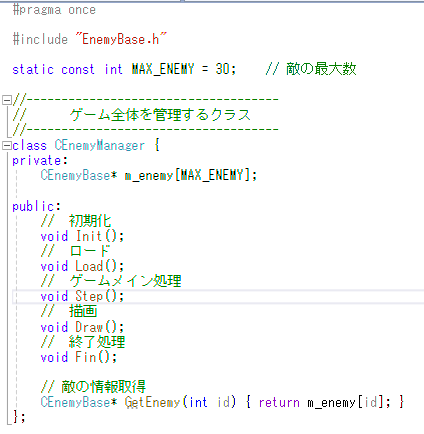 #pragma once
#include "EnemyBase.h"
static const int MAX_ENEMY = 30;    // 敵の最大数
//------------------------------------
//      ゲーム全体を管理するクラス
//------------------------------------
class CEnemyManager {
private:
    CEnemyBase* m_enemy[MAX_ENEMY];
public:
    //  初期化
    void Init();
    //  ロード
    void Load();
    //  ゲームメイン処理
    void Step();
    //  描画
    void Draw();
    //  終了処理
    void Fin();
    // 敵の情報取得
    CEnemyBase* GetEnemy(int id) { return m_enemy[id]; }
};